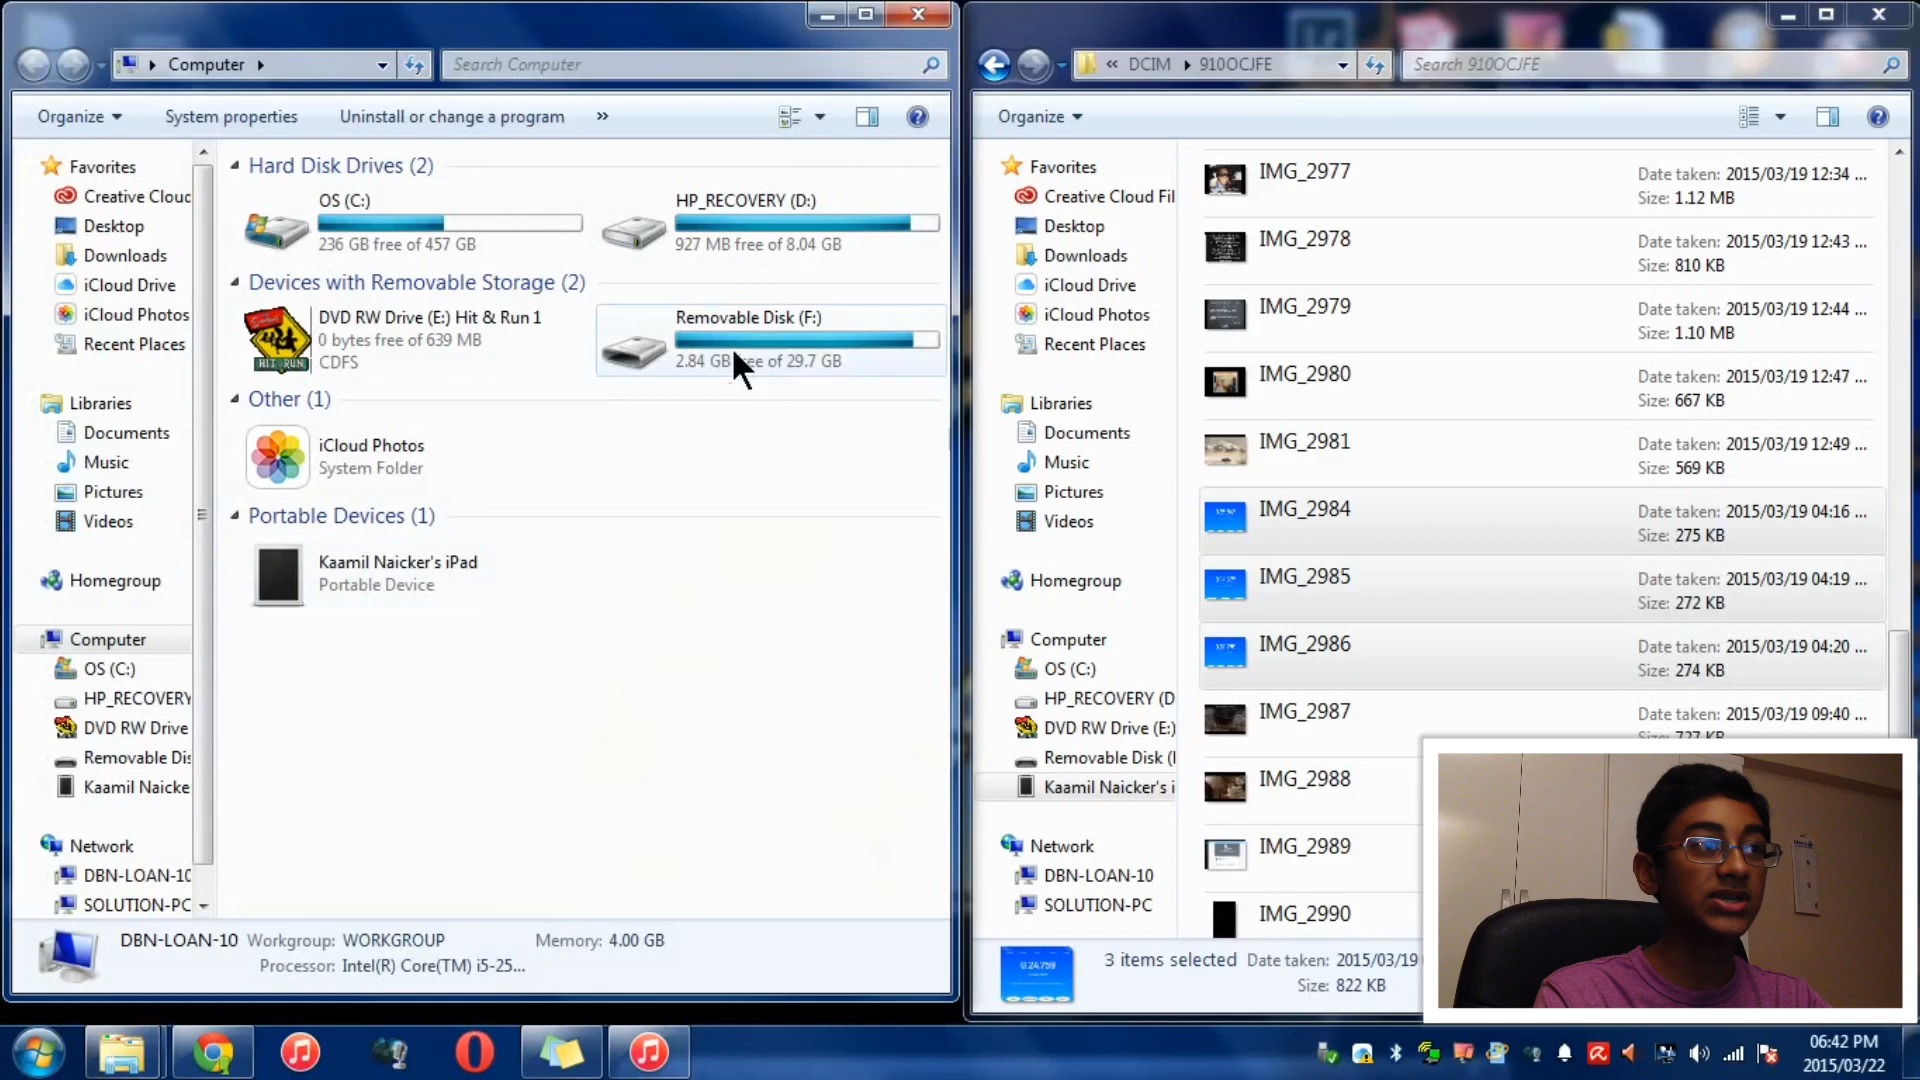 Computer
Search Computer
Organize
System properties
Uninstall or change a program
»
Favorites
Creative Cloud
Desktop
Downloads
iCloud Drive
iCloud Photos
Recent Places
Libraries
Documents
Music
Pictures
Videos
Homegroup
Computer
OS (C:)
HP_RECOVERY
DVD RW Drive
Removable Dis
Kaamil Naicke
Network
DBN-LOAN-10
SOLUTION-PC
Hard Disk Drives (2)
OS (C:)
236 GB free of 457 GB
HP_RECOVERY (D:)
927 MB free of 8.04 GB
Devices with Removable Storage (2)
HIT & RUN
DVD RW Drive (E:) Hit & Run 1
0 bytes free of 639 MB
CDFS
Removable Disk (F:)
2.84 GB free of 29.7 GB
Other (1)
iCloud Photos
System Folder
Portable Devices (1)
Kaamil Naicker's iPad
Portable Device
DBN-LOAN-10 Workgroup: WORKGROUP Memory: 4.00 GB
Processor: Intel(R) Core(TM) i5-25...
« DCIM 910OCJFE
Search 910OCJFE
Organize
Favorites
Creative Cloud Fil
Desktop
Downloads
iCloud Drive
iCloud Photos
Recent Places
Libraries
Documents
Music
Pictures
Videos
Homegroup
Computer
OS (C:)
HP_RECOVERY (D
DVD RW Drive (E:)
Removable Disk (
Kaamil Naicker's i
Network
DBN-LOAN-10
SOLUTION-PC
IMG_2977
Date taken: 2015/03/19 12:34 ...
Size: 1.12 MB
IMG_2978
Date taken: 2015/03/19 12:43 ...
Size: 810 KB
IMG_2979
Date taken: 2015/03/19 12:44 ...
Size: 1.10 MB
IMG_2980
Date taken: 2015/03/19 12:47 ...
Size: 667 KB
IMG_2981
Date taken: 2015/03/19 12:49 ...
Size: 569 KB
IMG_2984
Date taken: 2015/03/19 04:16 ...
Size: 275 KB
IMG_2985
Date taken: 2015/03/19 04:19 ...
Size: 272 KB
IMG_2986
Date taken: 2015/03/19 04:20 ...
Size: 274 KB
IMG_2987
Date taken: 2015/03/19 09:40 ...
Size: 727 KB
IMG_2988
IMG_2989
IMG_2990
0:24.759
3 items selected Date taken: 2015/03/19
Size: 822 KB
06:42 PM
2015/03/22